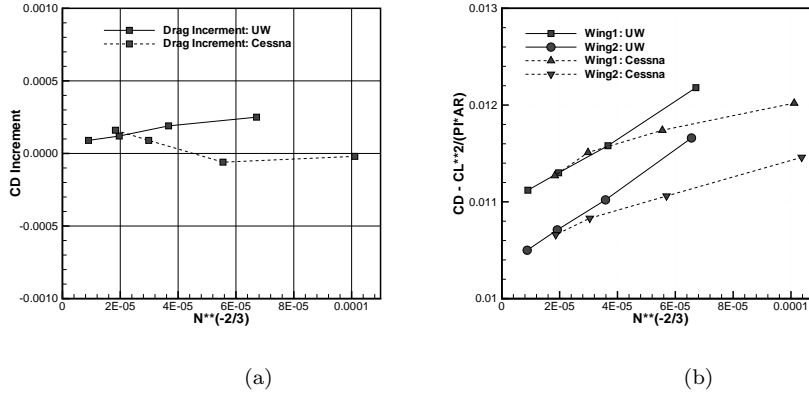 CD Increment
0.0010
0.0005
0.0000
-0.0005
-0.0010
Drag Incerment: UW
Drag Increment: Cessna
0 2E-05 4E-05 6E-05 8E-05 0.0001
N**(-2/3)
(a)
CD - CL**2/(PI*AR)
0.013
0.012
0.011
0.01
Wing1: UW
Wing2: UW
Wing1: Cessna
Wing2: Cessna
0 2E-05 4E-05 6E-05 8E-05 0.0001
N**(-2/3)
(b)